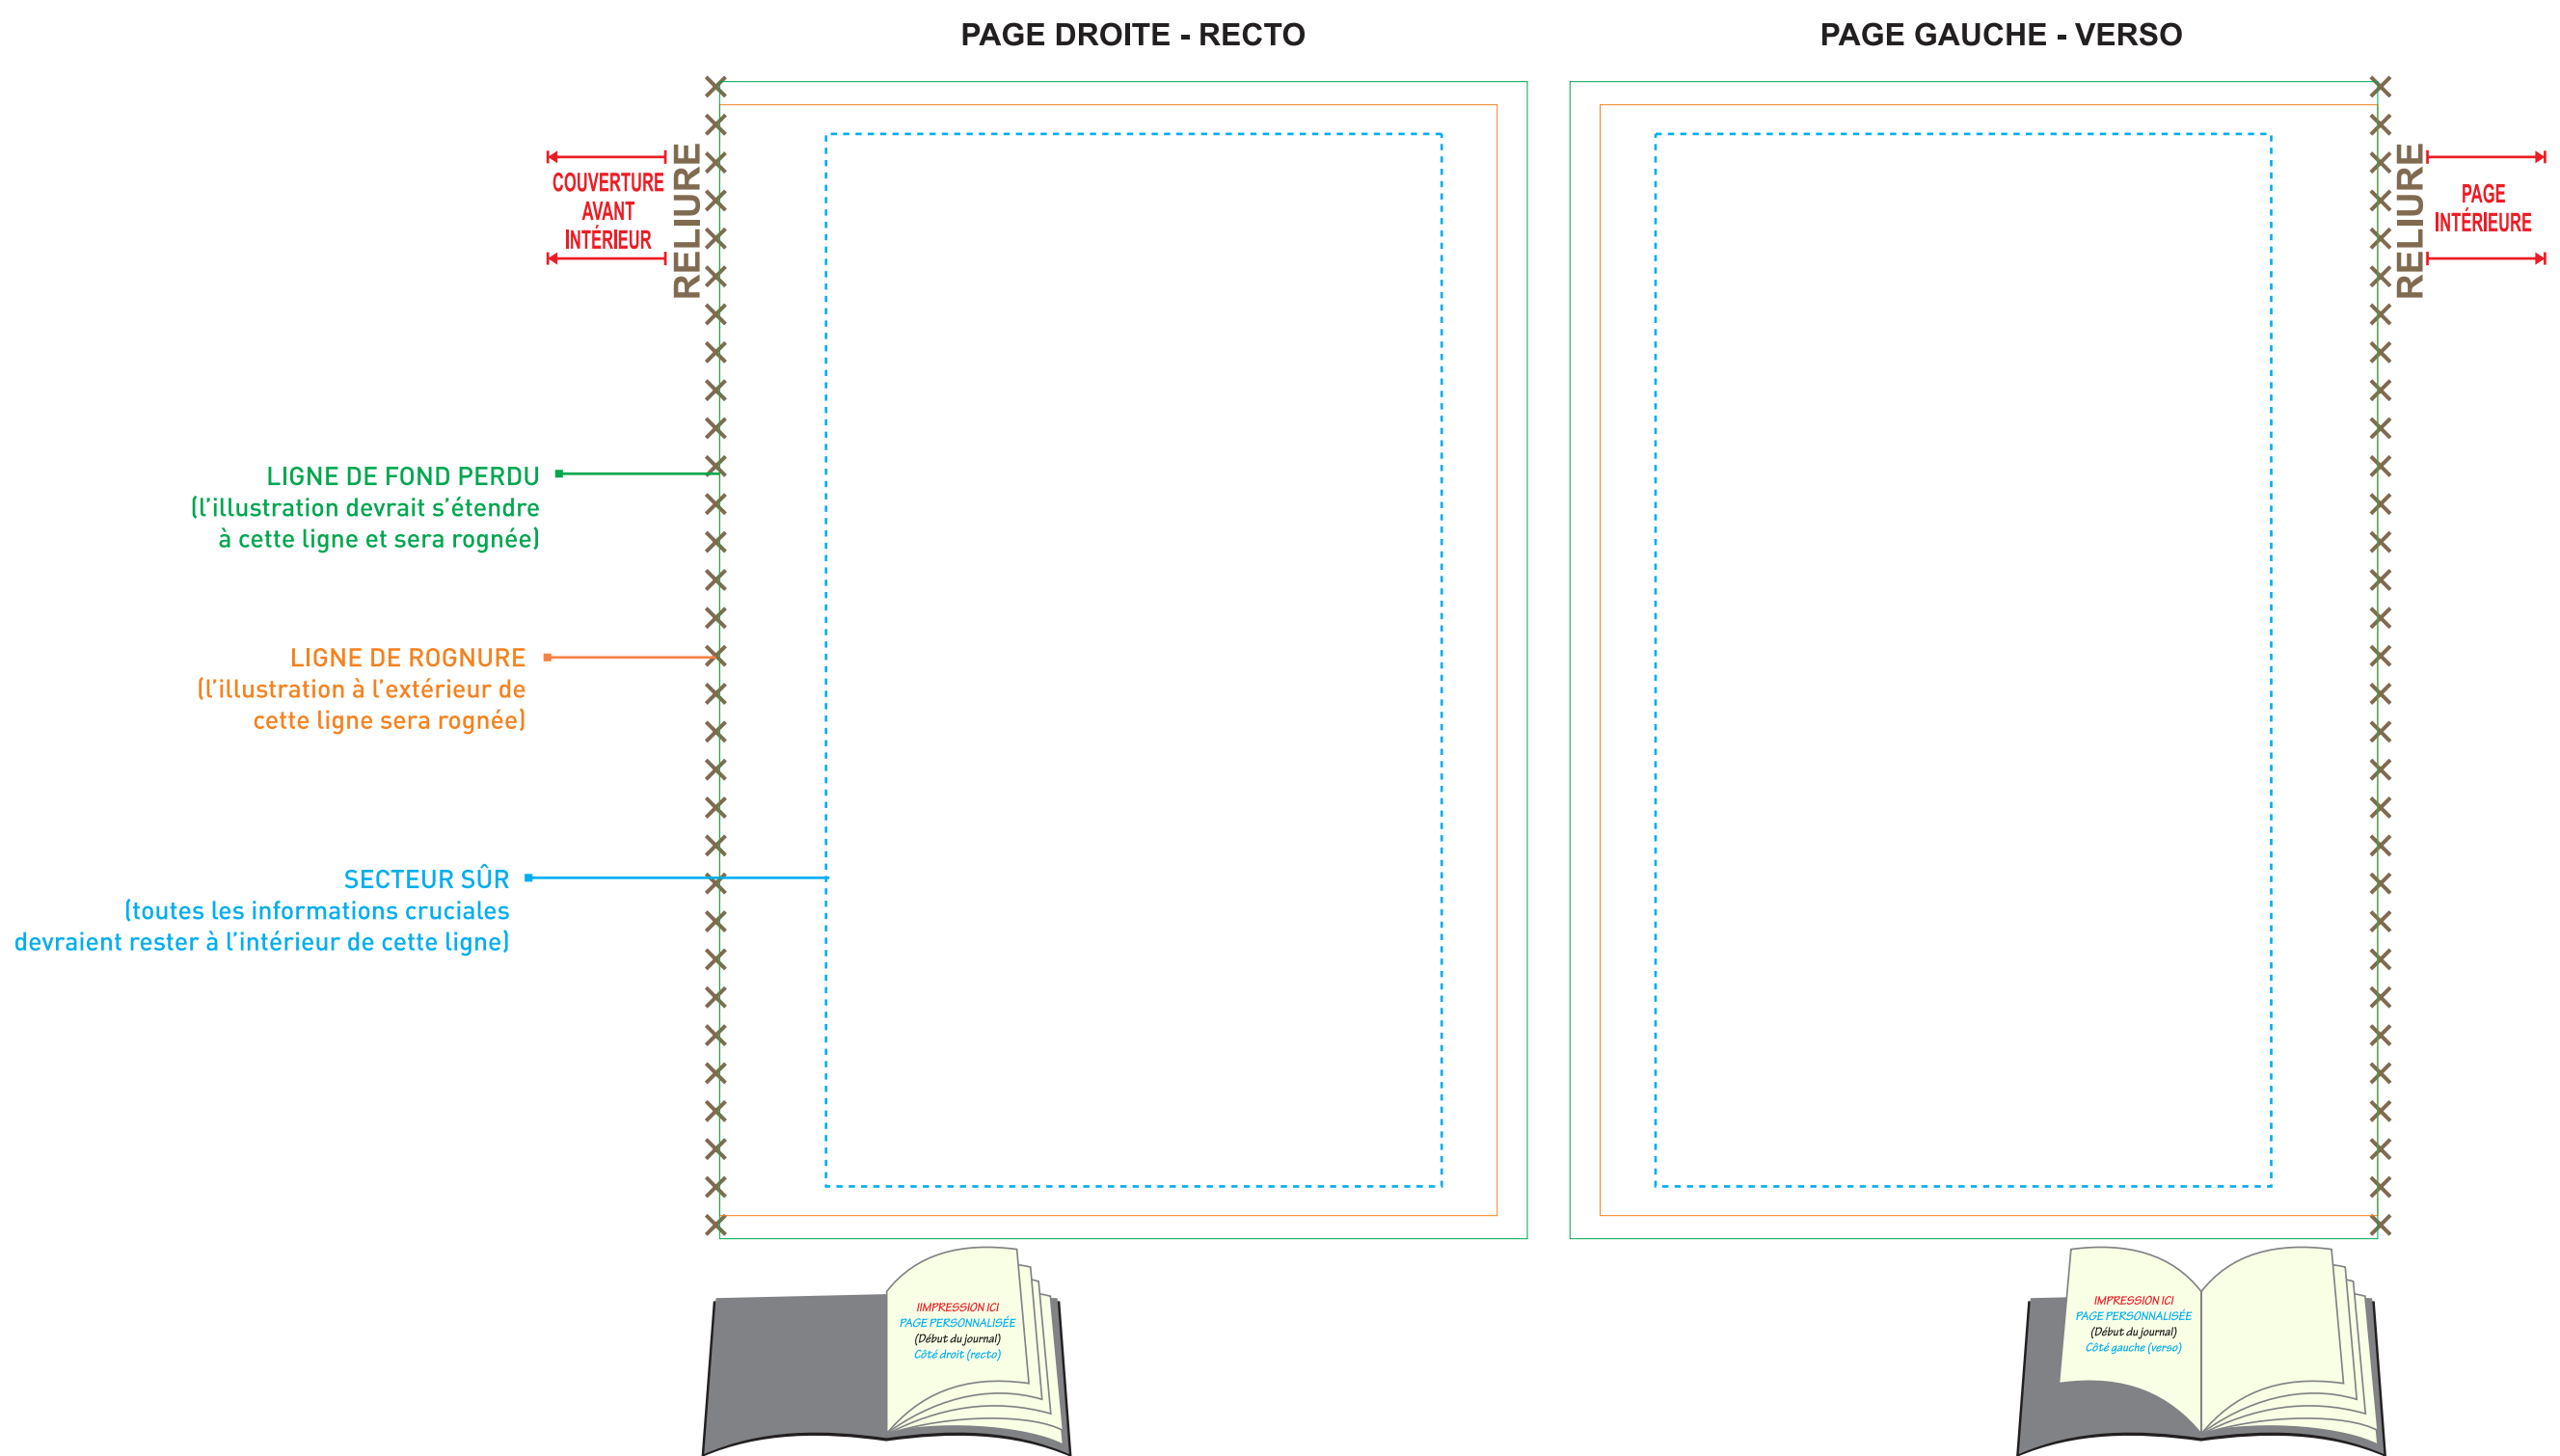 PAGE DROITE - RECTO
PAGE GAUCHE - VERSO
COUVERTURE
AVANT
INTÉRIEUR
RELIURE
RELIURE
PAGE
INTÉRIEURE
LIGNE DE FOND PERDU
(l’illustration devrait s’étendre
à cette ligne et sera rognée)
LIGNE DE ROGNURE
(l’illustration à l’extérieur de
cette ligne sera rognée)
SECTEUR SÛR
(toutes les informations cruciales
devraient rester à l’intérieur de cette ligne)
IIMPRESSION ICI
PAGE PERSONNALISÉE
(Début du journal)
Côté droit (recto)
IMPRESSION ICI
PAGE PERSONNALISÉE
(Début du journal)
Côté gauche (verso)